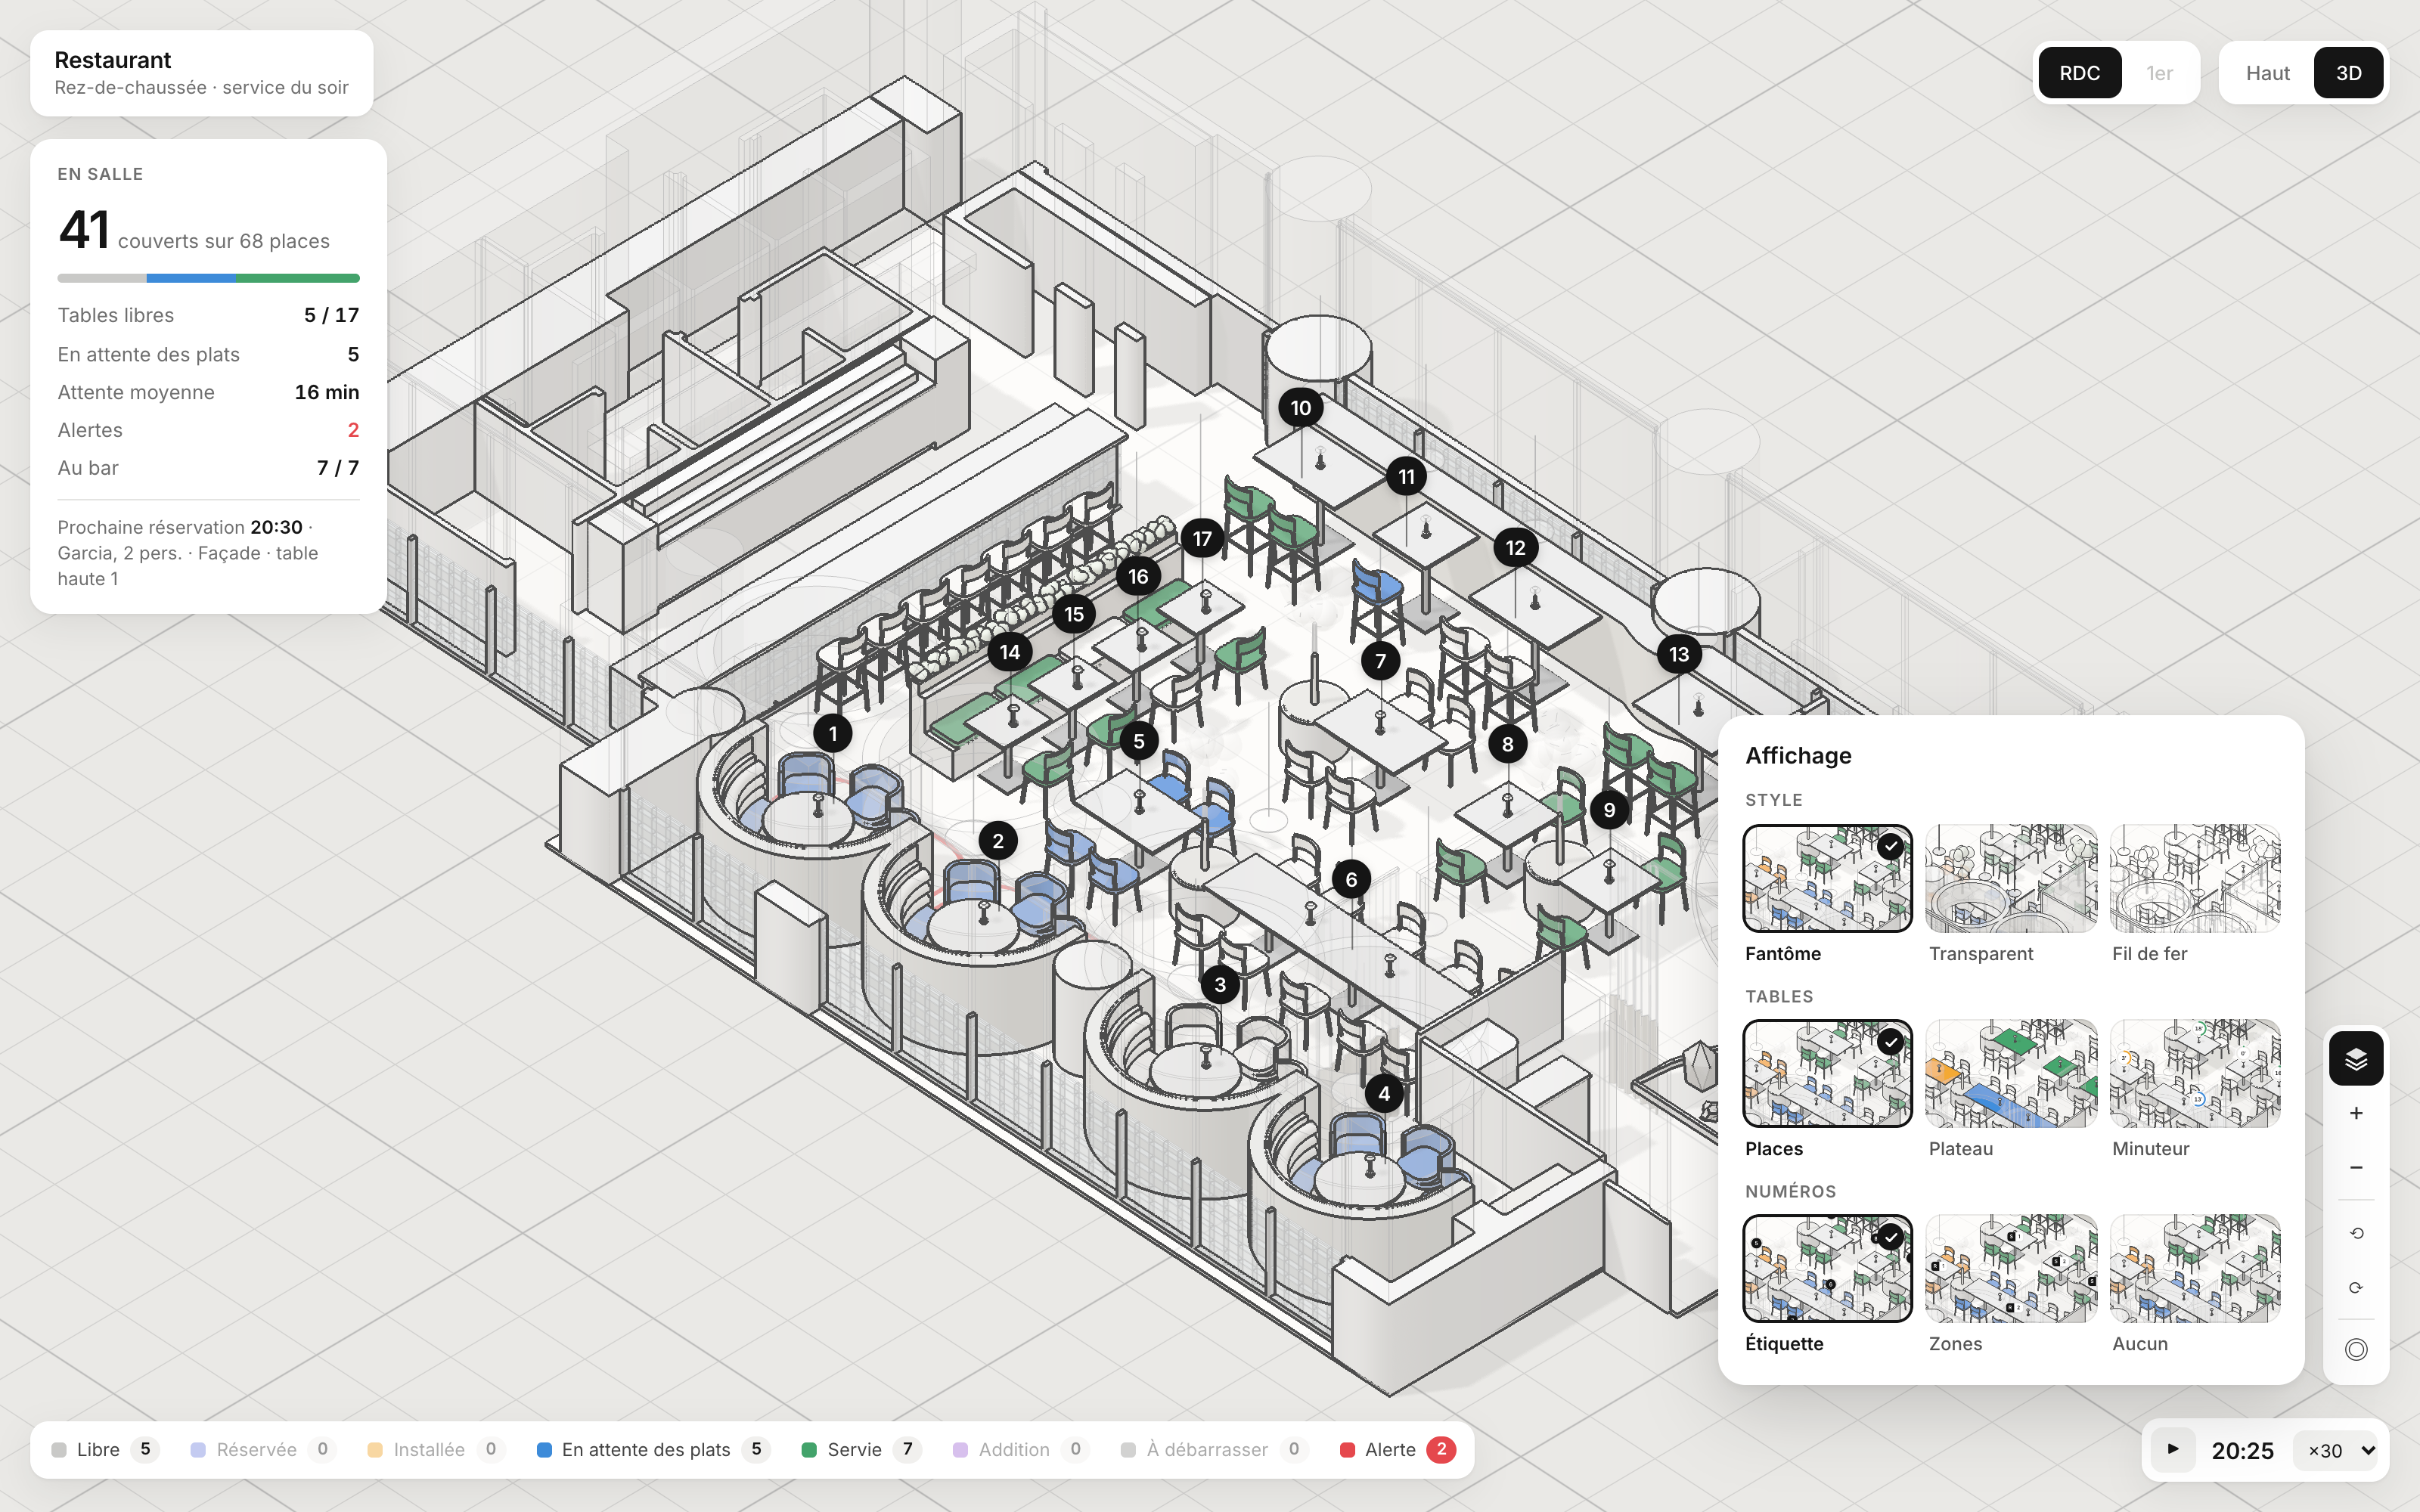 Restaurant
Rez-de-chaussée · service du soir
RDC
1er
Haut
3D
EN SALLE
41 couverts sur 68 places
Tables libres 5 / 17
En attente des plats 5
Attente moyenne 16 min
Alertes 2
Au bar 7 / 7
Prochaine réservation 20:30 ·
Garcia, 2 pers. · Façade · table
haute 1
10
11
12
17
16
15
14
13
7
1
5
8
9
2
6
3
4
Affichage
STYLE
Fantôme
Transparent
Fil de fer
TABLES
Places
Plateau
Minuteur
NUMÉROS
Étiquette
Zones
Aucun
+
−
Libre 5
Réservée 0
Installée 0
En attente des plats 5
Servie 7
Addition 0
À débarrasser 0
Alerte 2
20:25
×30